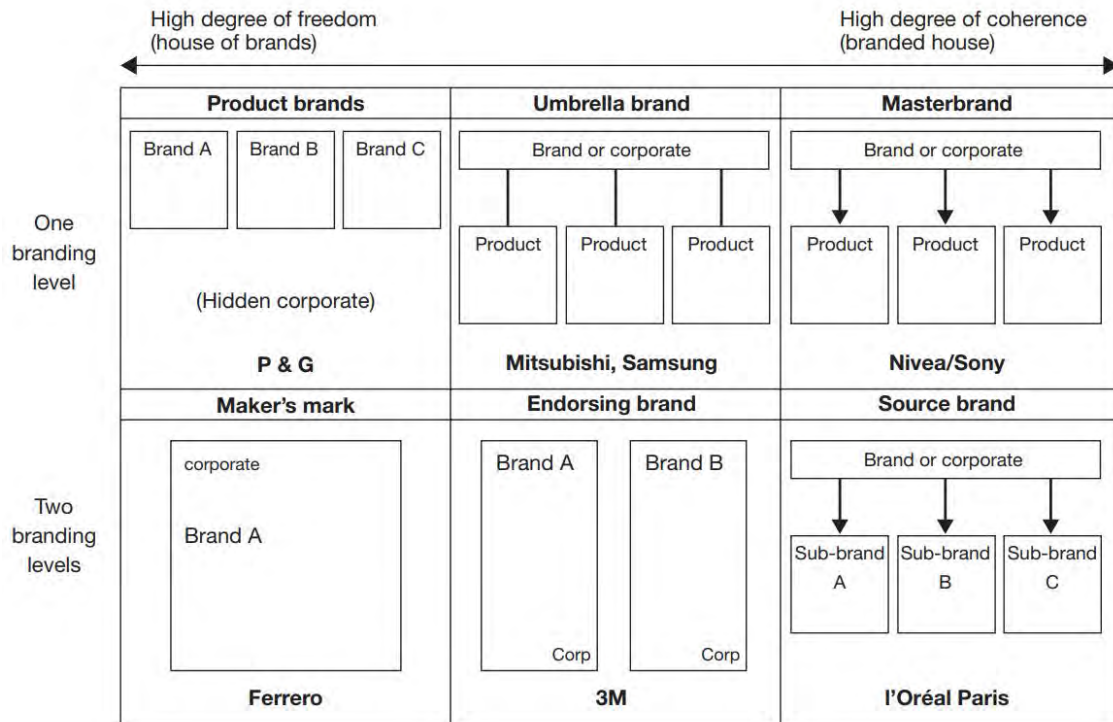 High degree of freedom
(house of brands)
High degree of coherence
(branded house)
Product brands
Umbrella brand
Masterbrand
One
branding
level
Brand A
Brand B
Brand C
(Hidden corporate)
P & G
Brand or corporate
Product
Product
Product
Mitsubishi, Samsung
Brand or corporate
Product
Product
Product
Nivea/Sony
Maker's mark
Endorsing brand
Source brand
Two
branding
levels
corporate
Brand A
Ferrero
Brand A
Corp
Brand B
Corp
3M
Brand or corporate
Sub-brand
A
Sub-brand
B
Sub-brand
C
l'Oréal Paris